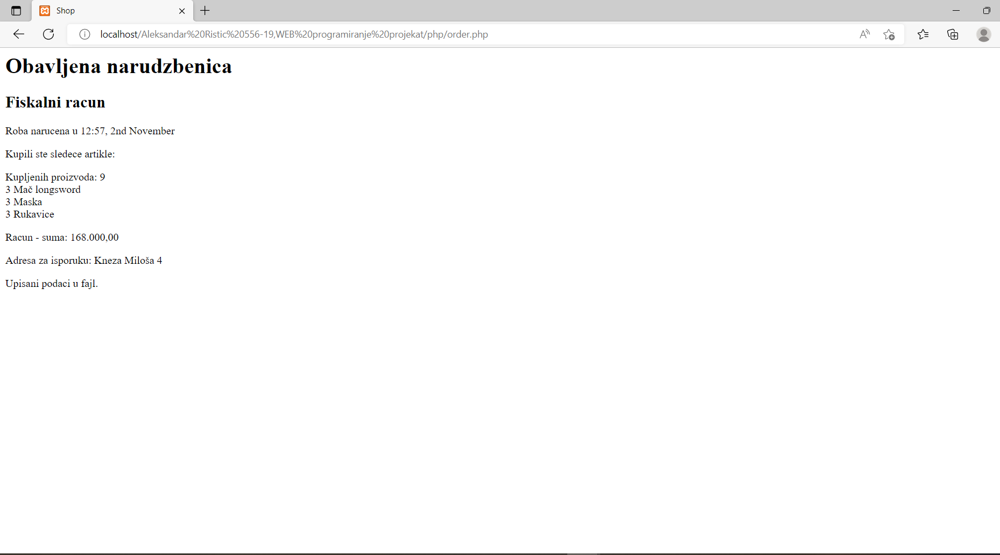 Shop
localhost/Aleksandar%20Ristic%20556-19,WEB%20programiranje%20projekat/php/order.php
Obavljena narudzbenica
Fiskalni racun
Roba narucena u 12:57, 2nd November
Kupili ste sledece artikle:
Kupljenih proizvoda: 9
3 Mač longsword
3 Maska
3 Rukavice
Racun - suma: 168.000,00
Adresa za isporuku: Kneza Miloša 4
Upisani podaci u fajl.